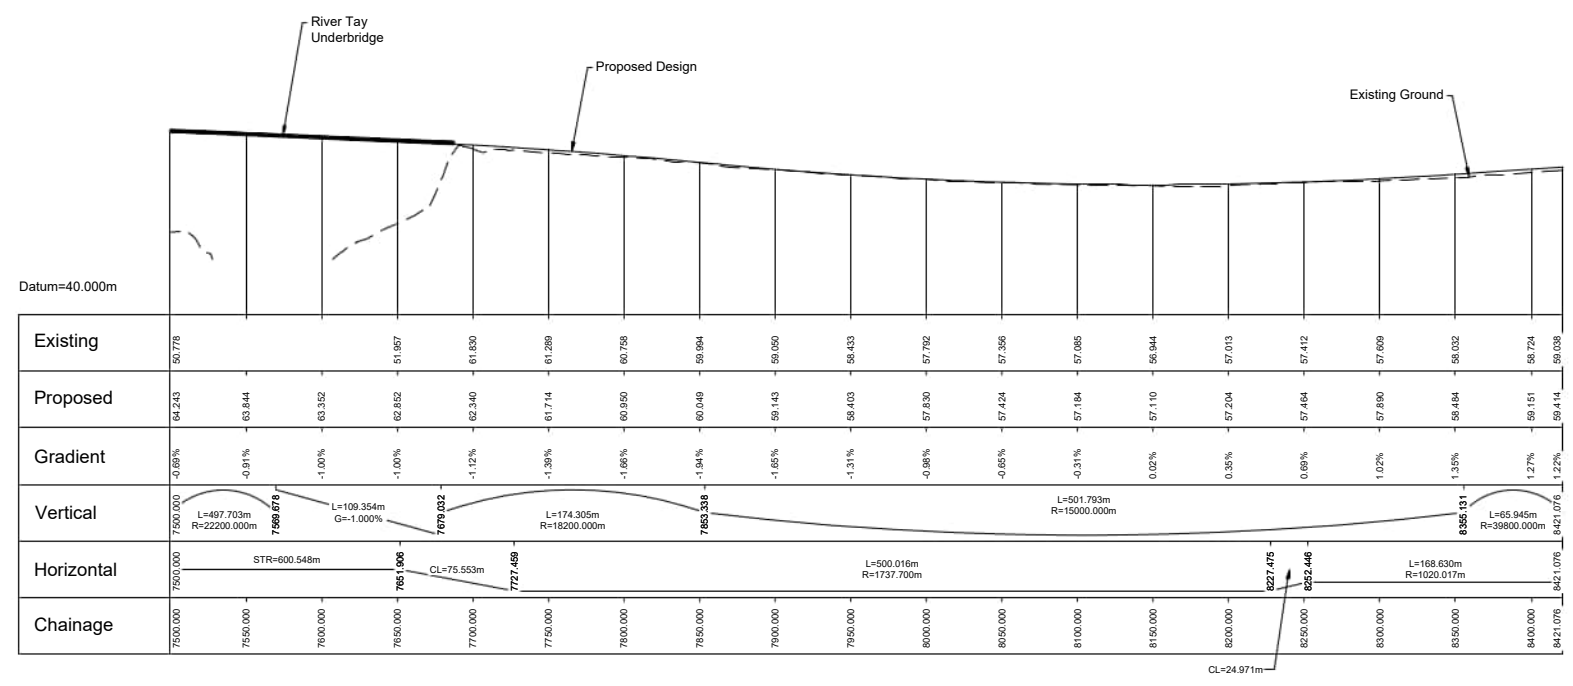 River Tay
Underbridge
Proposed Design
Existing Ground
Datum=40.000m
Existing
50.778 51.957 61.830 61.289 60.758 59.994 59.050 58.433 57.792 57.356 57.085 56.944 57.013 57.412 57.609 58.032 58.724 59.038
Proposed
64.243 63.844 63.352 62.852 62.340 61.714 60.950 60.049 59.143 58.403 57.830 57.424 57.184 57.110 57.204 57.464 57.890 58.484 59.151 59.414
Gradient
-0.69% -0.91% -1.00% -1.00% -1.12% -1.39% -1.66% -1.94% -1.65% -1.31% -0.98% -0.65% -0.31% 0.02% 0.35% 0.69% 1.02% 1.35% 1.27% 1.22%
Vertical
7500.000
L=497.703m
R=22200.000m
7569.678
L=109.354m
G=-1.000%
7679.032
L=174.305m
R=18200.000m
7853.338
L=501.793m
R=15000.000m
8355.131
L=65.945m
R=39800.000m
8421.076
Horizontal
7500.000
STR=600.548m
7651.906
CL=75.553m
7727.459
L=500.016m
R=1737.700m
8227.475
8252.446
L=168.630m
R=1020.017m
8421.076
Chainage
7500.000 7550.000 7600.000 7650.000 7700.000 7750.000 7800.000 7850.000 7900.000 7950.000 8000.000 8050.000 8100.000 8150.000 8200.000 8250.000 8300.000 8350.000 8400.000 8421.076
CL=24.971m